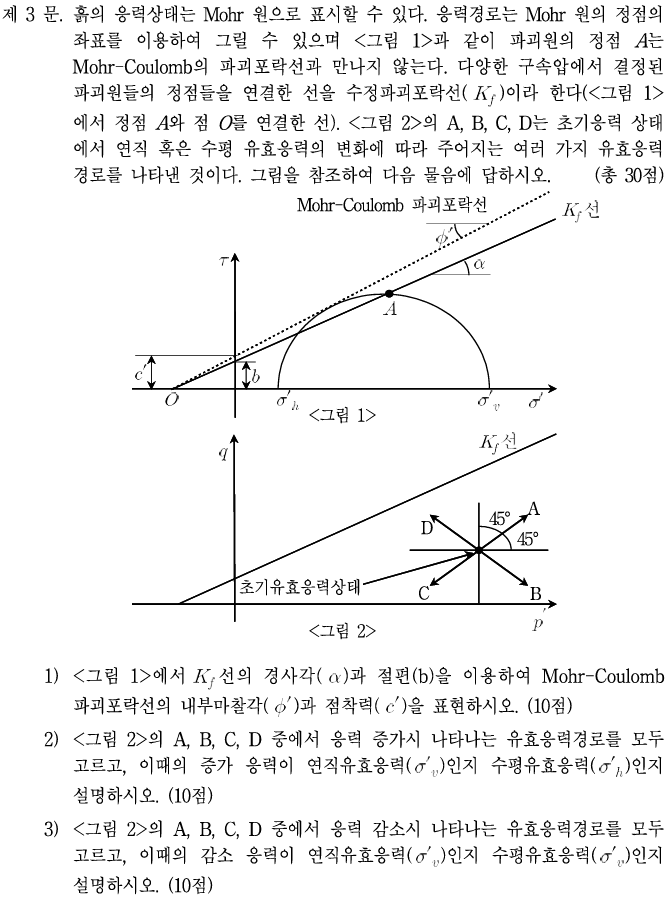 제 3 문. 흙의 응력상태는 Mohr 원으로 표시할 수 있다. 응력경로는 Mohr 원의 정점의
좌표를 이용하여 그릴 수 있으며 <그림 1>과 같이 파괴원의 정점 A는
Mohr-Coulomb의 파괴포락선과 만나지 않는다. 다양한 구속압에서 결정된
파괴원들의 정점들을 연결한 선을 수정파괴포락선( K_f )이라 한다(<그림 1>
에서 정점 A와 점 O를 연결한 선). <그림 2>의 A, B, C, D는 초기응력 상태
에서 연직 혹은 수평 유효응력의 변화에 따라 주어지는 여러 가지 유효응력
경로를 나타낸 것이다. 그림을 참조하여 다음 물음에 답하시오. (총 30점)
Mohr-Coulomb 파괴포락선
K_f 선
ϕ′
τ
α
A
c′
b
O
σ′_h
σ′_v
σ′
<그림 1>
q
K_f 선
45°
A
D
45°
초기유효응력상태
C
B
p′
<그림 2>
1) <그림 1>에서 K_f 선의 경사각( α )과 절편(b)을 이용하여 Mohr-Coulomb
파괴포락선의 내부마찰각( ϕ′ )과 점착력( c′ )을 표현하시오. (10점)
2) <그림 2>의 A, B, C, D 중에서 응력 증가시 나타나는 유효응력경로를 모두
고르고, 이때의 증가 응력이 연직유효응력(σ′_v)인지 수평유효응력(σ′_h)인지
설명하시오. (10점)
3) <그림 2>의 A, B, C, D 중에서 응력 감소시 나타나는 유효응력경로를 모두
고르고, 이때의 감소 응력이 연직유효응력(σ′_v)인지 수평유효응력(σ′_v)인지
설명하시오. (10점)